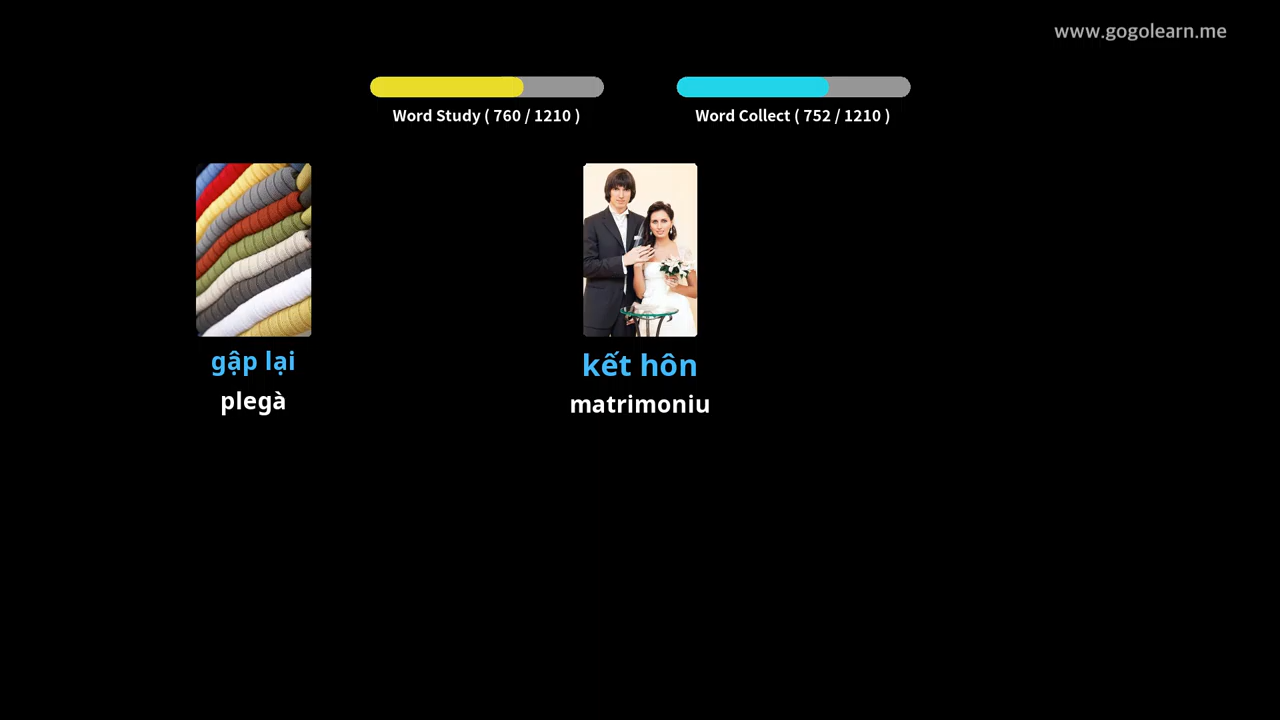 www.gogolearn.me
Word Study ( 760 / 1210 )
Word Collect ( 752 / 1210 )
gập lại
plegà
kết hôn
matrimoniu